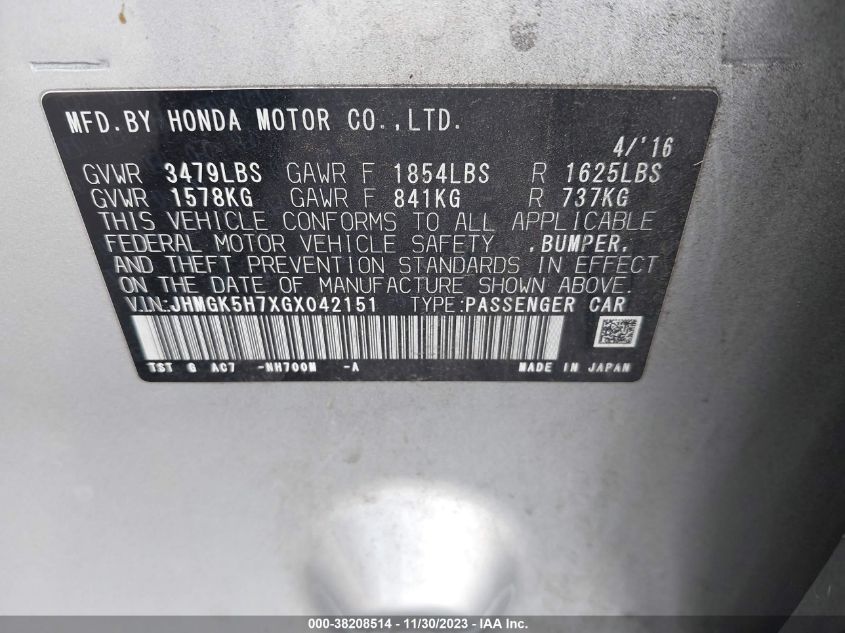 MFD.BY HONDA MOTOR CO.,LTD.
4/'16
GVWR 3479LBS GAWR F 1854LBS R 1625LBS
GVWR 1578KG GAWR F 841KG R 737KG
THIS VEHICLE CONFORMS TO ALL APPLICABLE
FEDERAL MOTOR VEHICLE SAFETY ,BUMPER,
AND THEFT PREVENTION STANDARDS IN EFFECT
ON THE DATE OF MANUFACTURE SHOWN ABOVE.
V.I.N.:JHMGK5H7XGX042151 TYPE:PASSENGER CAR
TST G AC7 -NH700M -A MADE IN JAPAN
000-38208514 - 11/30/2023 - IAA Inc.